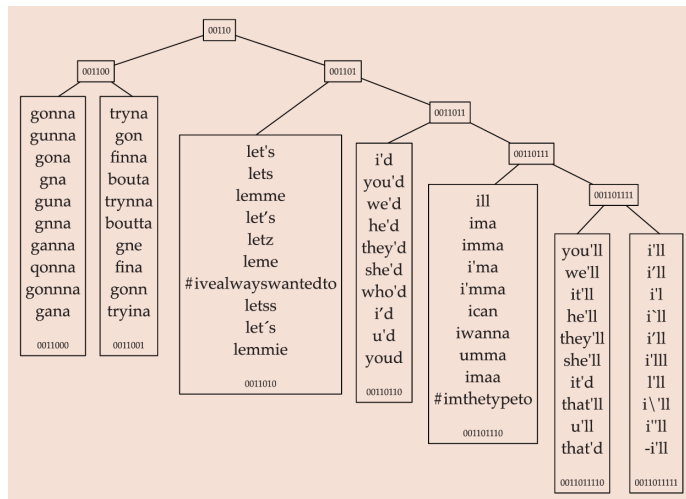 00110
001100
001101
0011011
00110111
001101111
gonna
gunna
gona
gna
guna
gnna
ganna
qonna
gonnna
gana
0011000
tryna
gon
finna
bouta
trynna
boutta
gne
fina
gonn
tryina
0011001
let's
lets
lemme
let’s
letz
leme
#ivealwayswantedto
letss
let´s
lemmie
0011010
i'd
you'd
we'd
he'd
they'd
she'd
who'd
i’d
u'd
youd
00110110
ill
ima
imma
i'ma
i'mma
ican
iwanna
umma
imaa
#imthetypeto
001101110
you'll
we'll
it'll
he'll
they'll
she'll
it'd
that'll
u'll
that'd
0011011110
i'll
i’ll
i'l
i`ll
i’ll
i'lll
l'll
i\'ll
i''ll
-i'll
0011011111